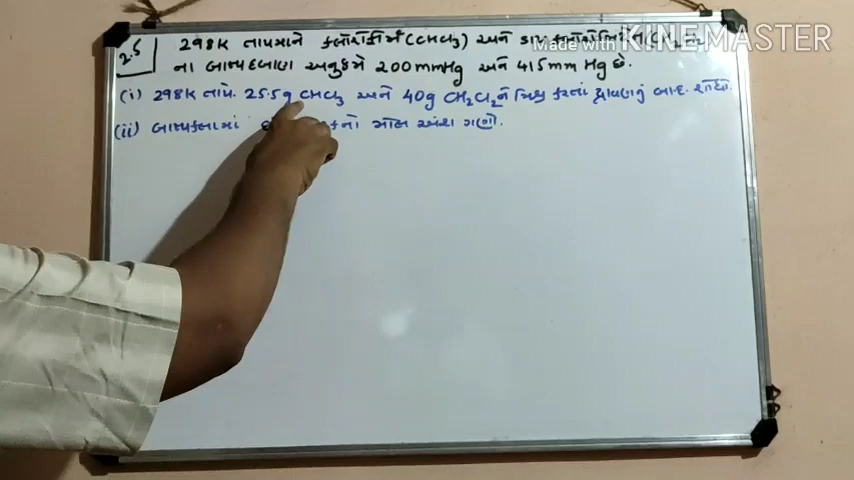 2.5 298K તાપમાને ક્લોરોફોર્મ (CHCl3) અને
Made with KINEMASTER
ના બાષ્પદબાણ અનુક્રમે 200mmHg અને 415mm Hg છે.
(i) 298K તાપ. 25.5g CHCl3 અને 40g CH2Cl2 ને મિશ્ર કરતાં દ્રાવણનું બા.દ. શોધો.
(ii) બાષ્પકલામાં મોલ અંશ ગણો.